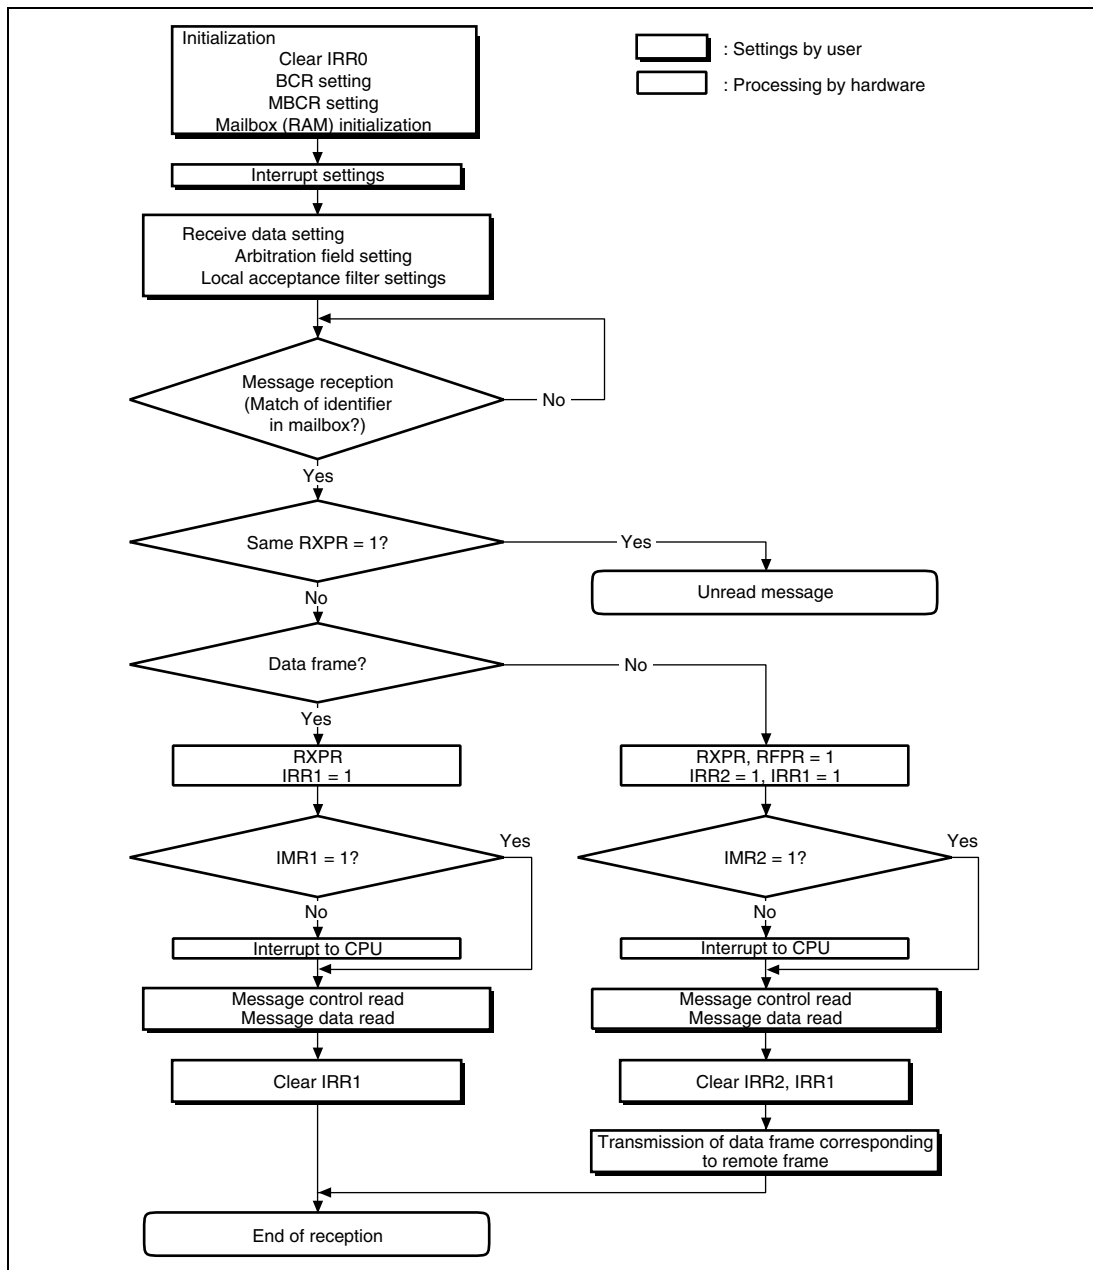 Initialization
Clear IRR0
BCR setting
MBCR setting
Mailbox (RAM) initialization
: Settings by user
: Processing by hardware
Interrupt settings
Receive data setting
Arbitration field setting
Local acceptance filter settings
Message reception
(Match of identifier
in mailbox?)
No
Yes
Same RXPR = 1?
Yes
Unread message
No
Data frame?
No
Yes
RXPR
IRR1 = 1
RXPR, RFPR = 1
IRR2 = 1, IRR1 = 1
IMR1 = 1?
Yes
IMR2 = 1?
Yes
No
No
Interrupt to CPU
Interrupt to CPU
Message control read
Message data read
Message control read
Message data read
Clear IRR1
Clear IRR2, IRR1
Transmission of data frame corresponding
to remote frame
End of reception